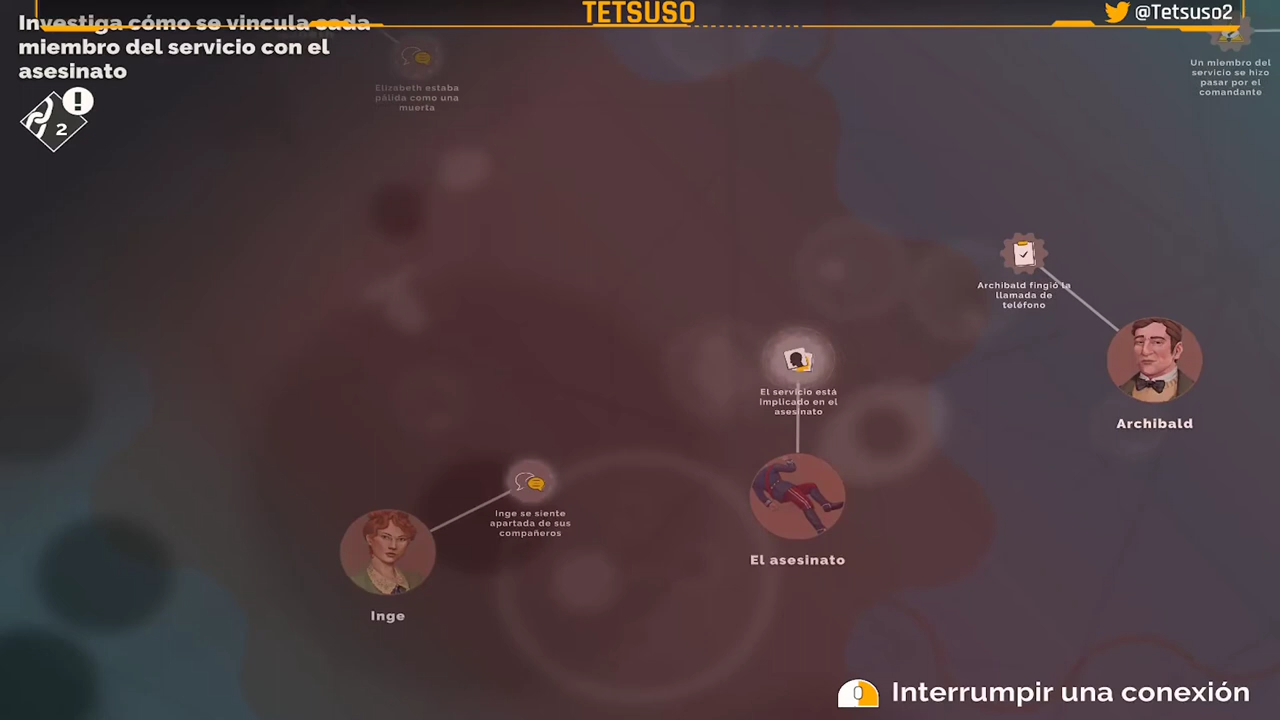 TETSUSO
@Tetsuso2
Investiga cómo se vincula cada
miembro del servicio con el
asesinato
2
Elizabeth estaba
pálida como una
muerta
Un miembro del
servicio se hizo
pasar por el
comandante
Archibald fingió la
llamada de
teléfono
Archibald
El servicio está
implicado en el
asesinato
El asesinato
Inge se siente
apartada de sus
compañeros
Inge
Interrumpir una conexión